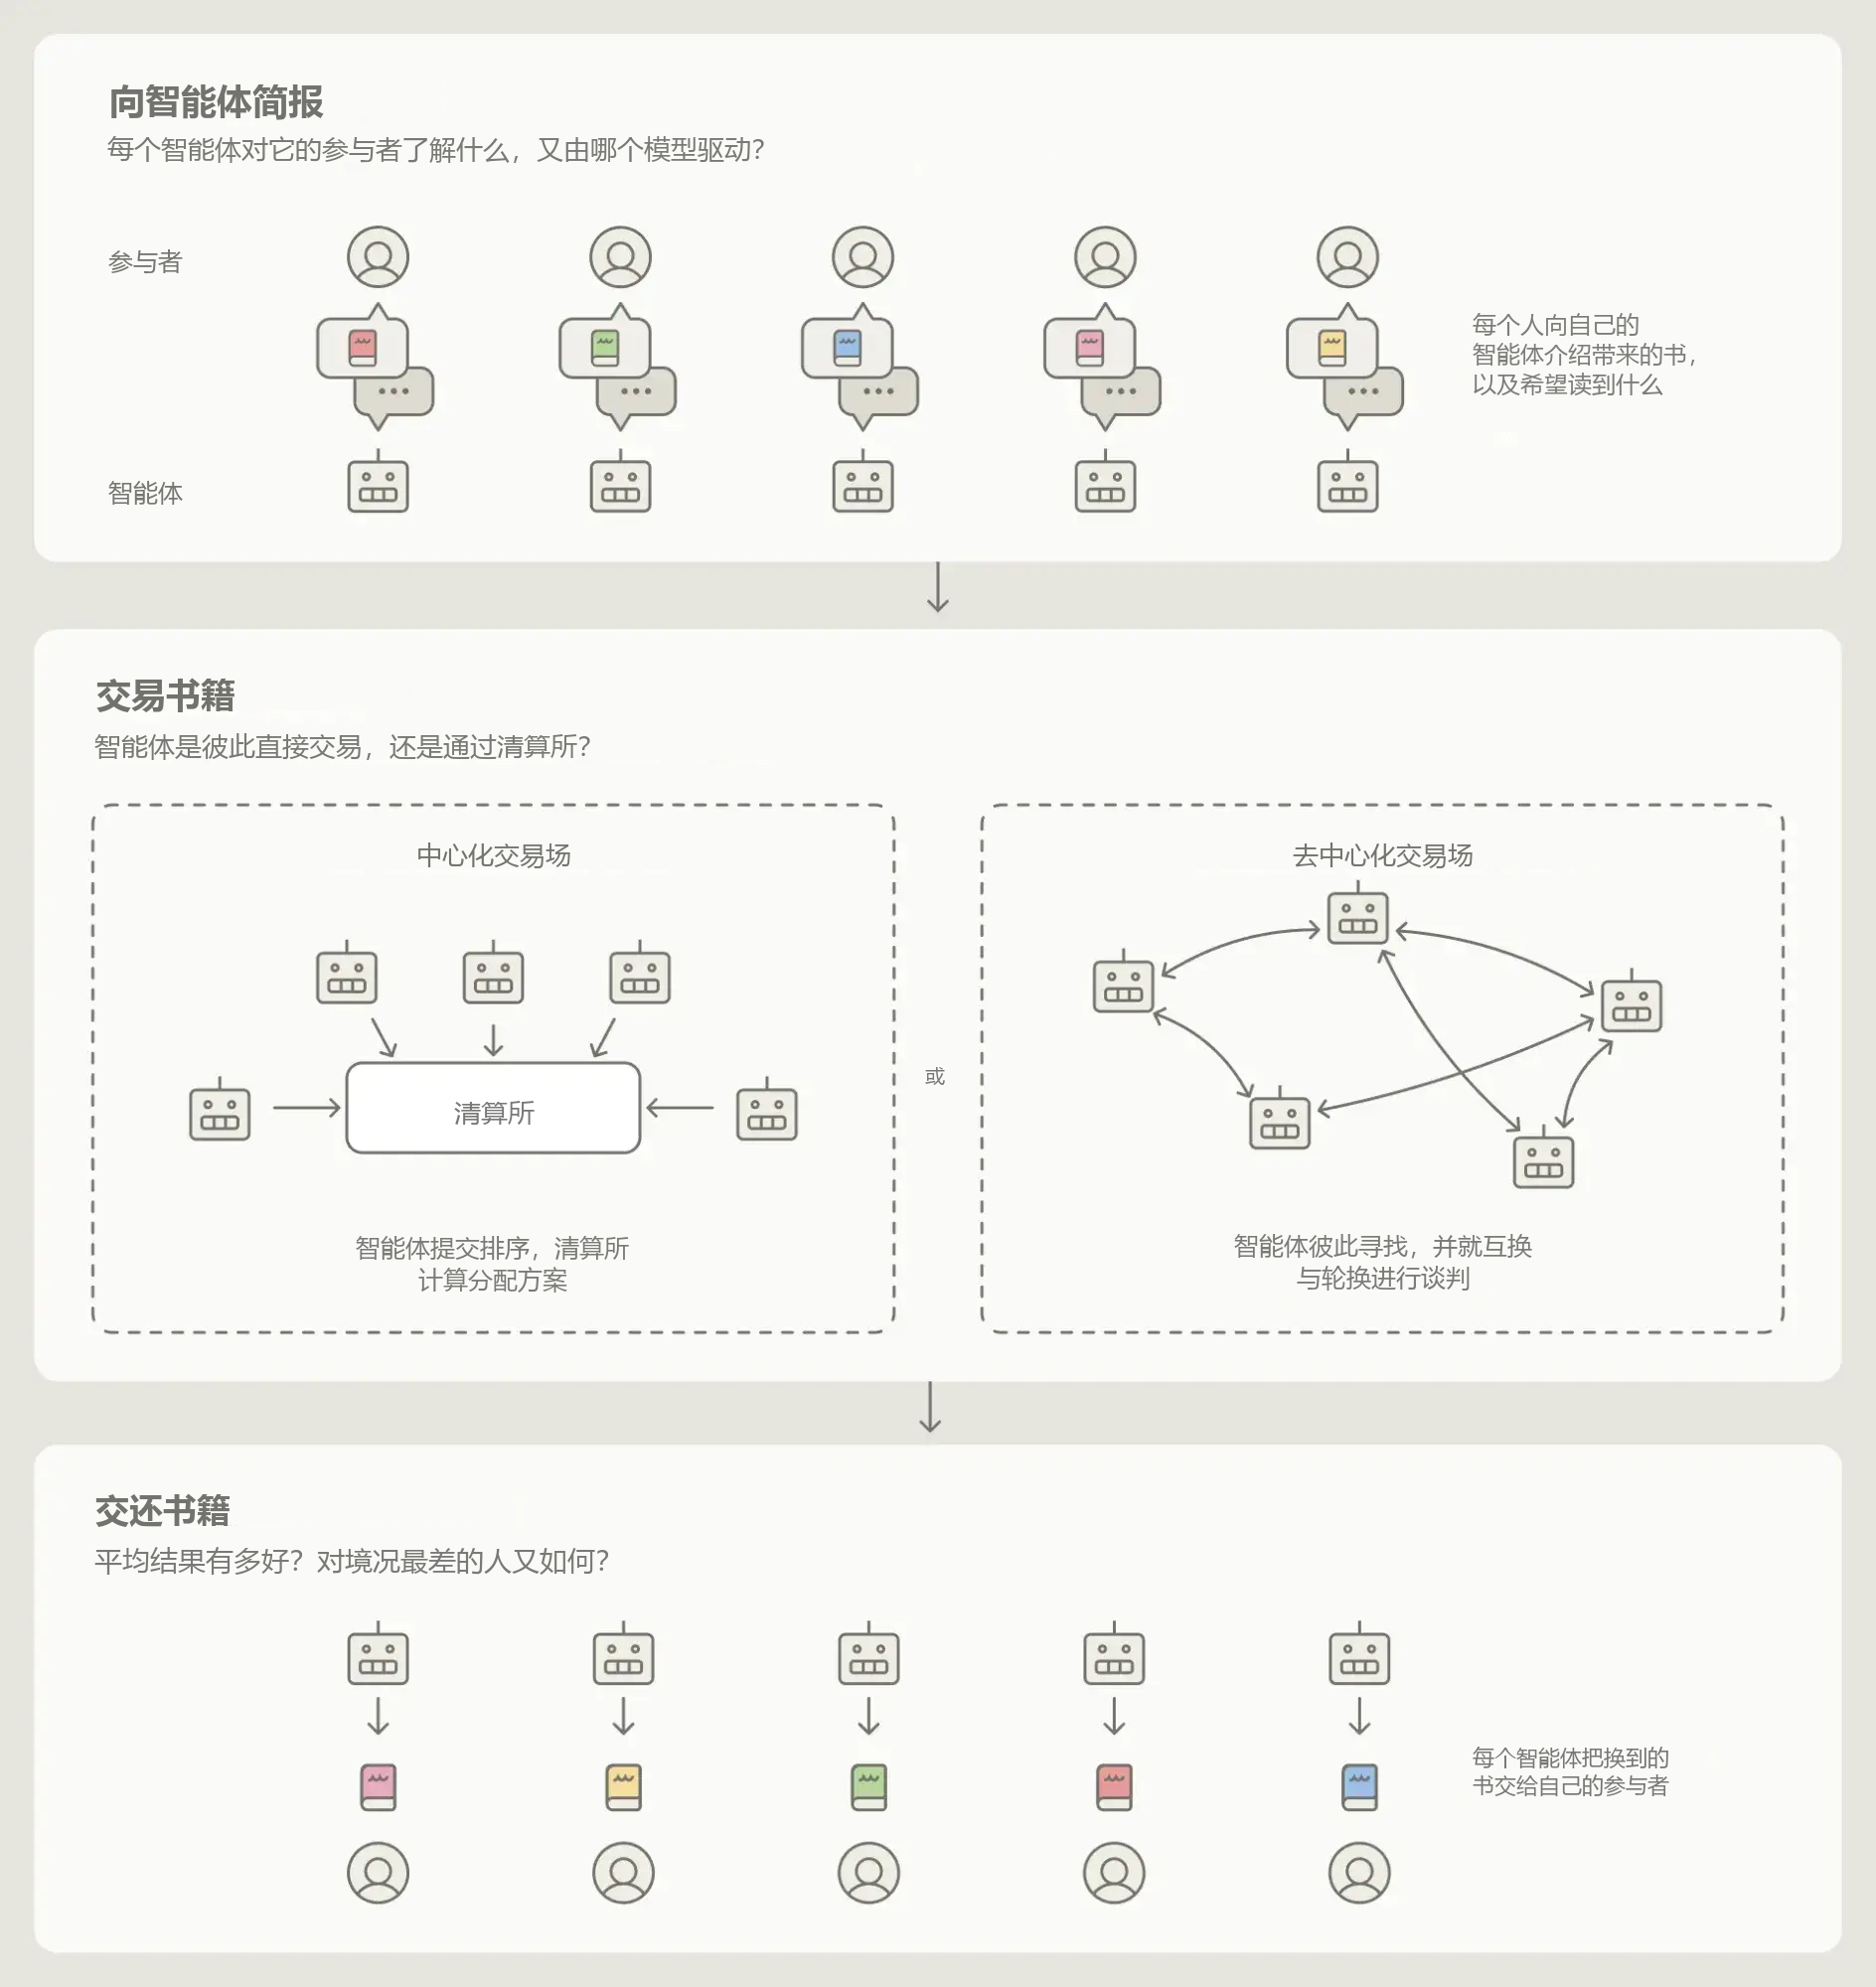 向智能体简报
每个智能体对它的参与者了解什么，又由哪个模型驱动？
参与者
每个人向自己的
智能体介绍带来的书，
以及希望读到什么
智能体
交易书籍
智能体是彼此直接交易，还是通过清算所？
中心化交易场
清算所
智能体提交排序，清算所
计算分配方案
或
去中心化交易场
智能体彼此寻找，并就互换
与轮换进行谈判
交还书籍
平均结果有多好？对境况最差的人又如何？
每个智能体把换到的
书交给自己的参与者